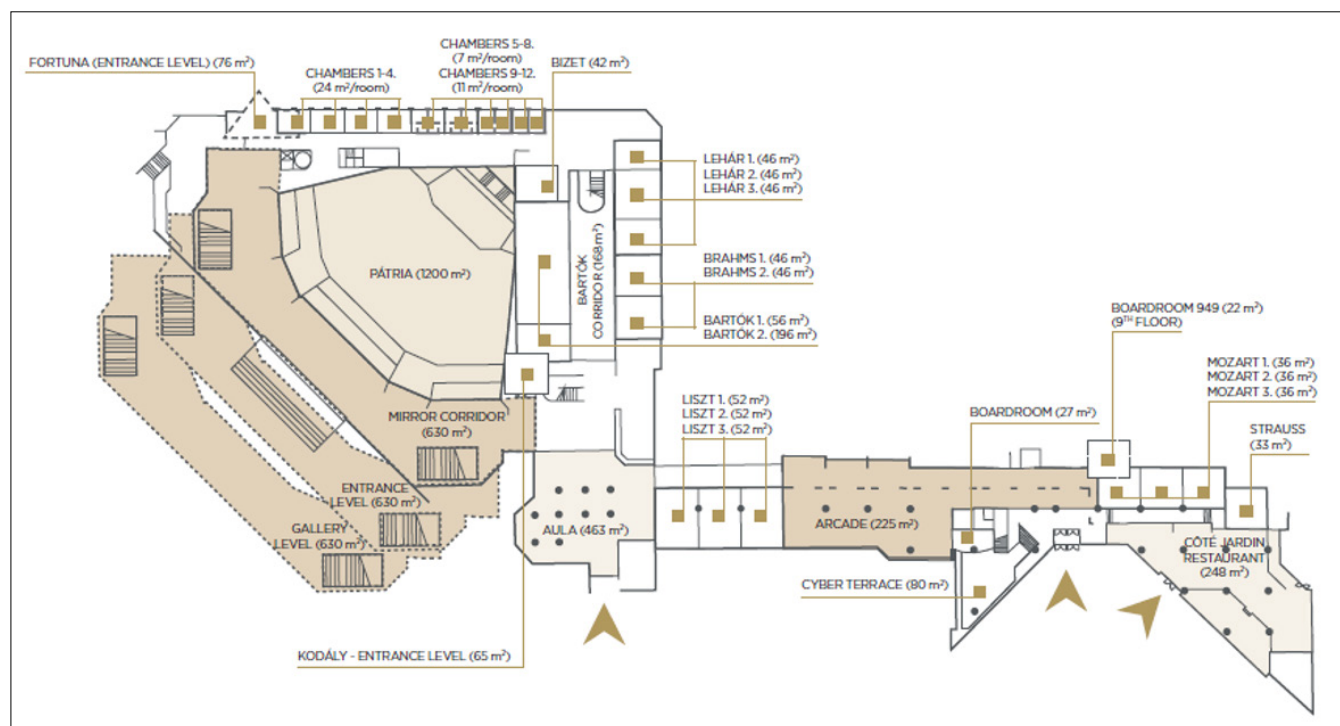 FORTUNA (ENTRANCE LEVEL) (76 m²)
CHAMBERS 1-4.
(24 m²/room)
CHAMBERS 5-8.
(7 m²/room)
CHAMBERS 9-12.
(11 m²/room)
BIZET (42 m²)
LEHÁR 1. (46 m²)
LEHÁR 2. (46 m²)
LEHÁR 3. (46 m²)
BRAHMS 1. (46 m²)
BRAHMS 2. (46 m²)
BARTÓK 1. (56 m²)
BARTÓK 2. (196 m²)
PÁTRIA (1200 m²)
BARTÓK
CORRIDOR (168 m²)
BOARDROOM 949 (22 m²)
(9TH FLOOR)
MOZART 1. (36 m²)
MOZART 2. (36 m²)
MOZART 3. (36 m²)
STRAUSS
(33 m²)
LISZT 1. (52 m²)
LISZT 2. (52 m²)
LISZT 3. (52 m²)
BOARDROOM (27 m²)
MIRROR CORRIDOR
(630 m²)
ENTRANCE
LEVEL (630 m²)
GALLERY
LEVEL (630 m²)
AULA (463 m²)
ARCADE (225 m²)
CÔTÉ JARDIN
RESTAURANT
(248 m²)
CYBER TERRACE (80 m²)
KODÁLY - ENTRANCE LEVEL (65 m²)